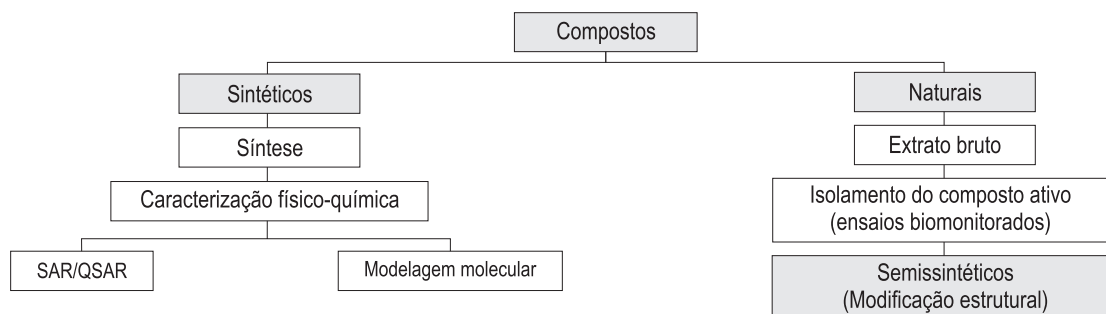 Compostos
Sintéticos
Naturais
Síntese
Extrato bruto
Caracterização físico-química
Isolamento do composto ativo
(ensaios biomonitorados)
SAR/QSAR
Modelagem molecular
Semissintéticos
(Modificação estrutural)